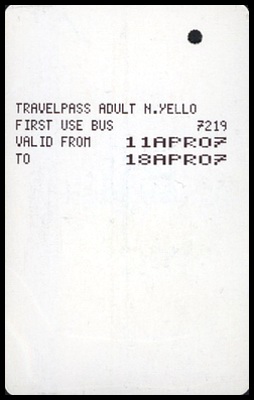 TRAVELPASS ADULT N.YELLO
FIRST USE BUS 7219
VALID FROM 11APR07
TO 18APR07